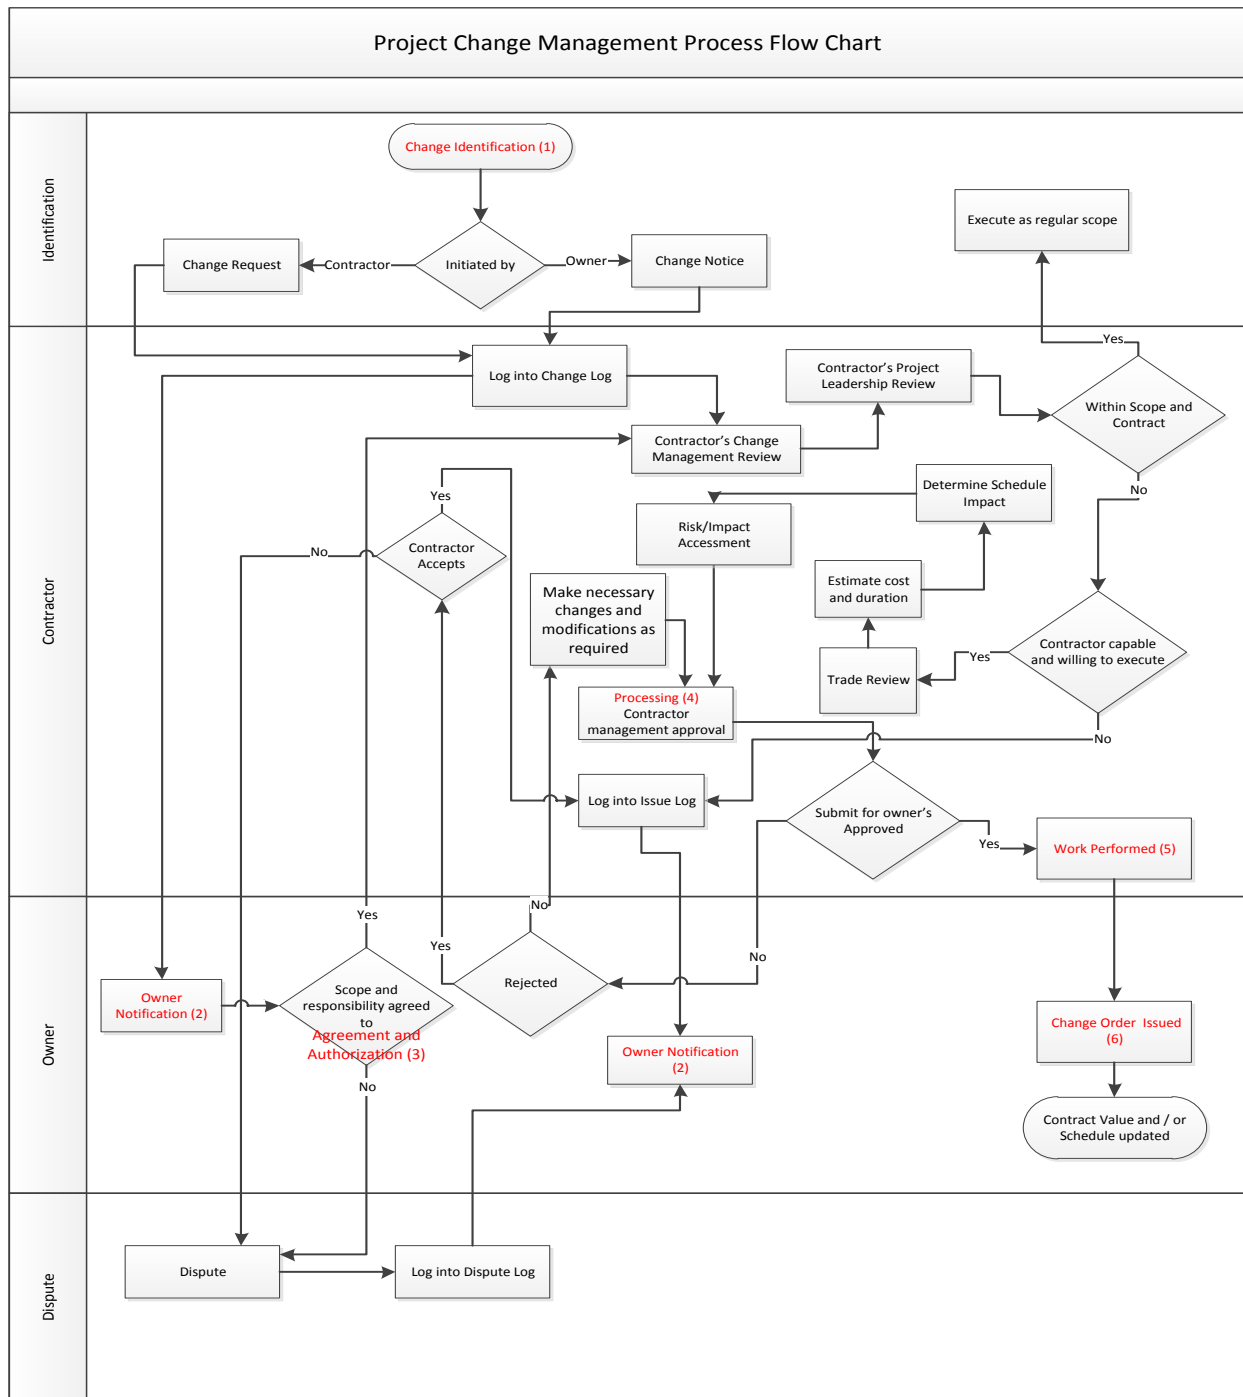 Project Change Management Process Flow Chart
Identification
Change Identification (1)
Execute as regular scope
Change Request
Contractor
Initiated by
Owner
Change Notice
Contractor
Yes
Log into Change Log
Contractor's Project
Leadership Review
Within Scope and
Contract
Contractor's Change
Management Review
Yes
Determine Schedule
Impact
No
Risk/Impact
Accessment
No
Contractor
Accepts
Make necessary
changes and
modifications as
required
Estimate cost
and duration
Contractor capable
and willing to execute
Yes
Trade Review
Processing (4)
Contractor
management approval
No
Log into Issue Log
Submit for owner's
Approved
Yes
Work Performed (5)
Owner
No
Yes
Yes
No
Rejected
Owner
Notification (2)
Scope and
responsibility agreed
to
Agreement and
Authorization (3)
Change Order  Issued
(6)
Owner Notification
(2)
No
Contract Value and / or
Schedule updated
Dispute
Dispute
Log into Dispute Log